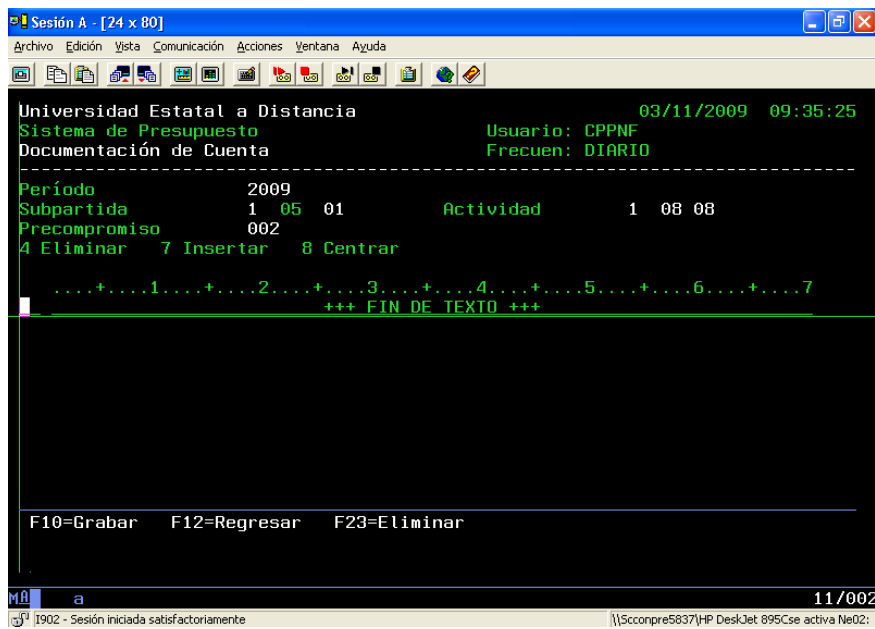 Sesión A - [24 x 80]
Archivo Edición Vista Comunicación Acciones Ventana Ayuda
Universidad Estatal a Distancia 03/11/2009 09:35:25
Sistema de Presupuesto Usuario: CPPNF
Documentación de Cuenta Frecuen: DIARIO
--------------------------------------------------------------------------------
Período 2009
Subpartida 1 05 01 Actividad 1 08 08
Precompromiso 002
4 Eliminar 7 Insertar 8 Centrar
....+....1....+....2....+....3....+....4....+....5....+....6....+....7
+++ FIN DE TEXTO +++
F10=Grabar F12=Regresar F23=Eliminar
MA a 11/002
I902 - Sesión iniciada satisfactoriamente \\Scconpre5837\HP DeskJet 895Cse activa Ne02: